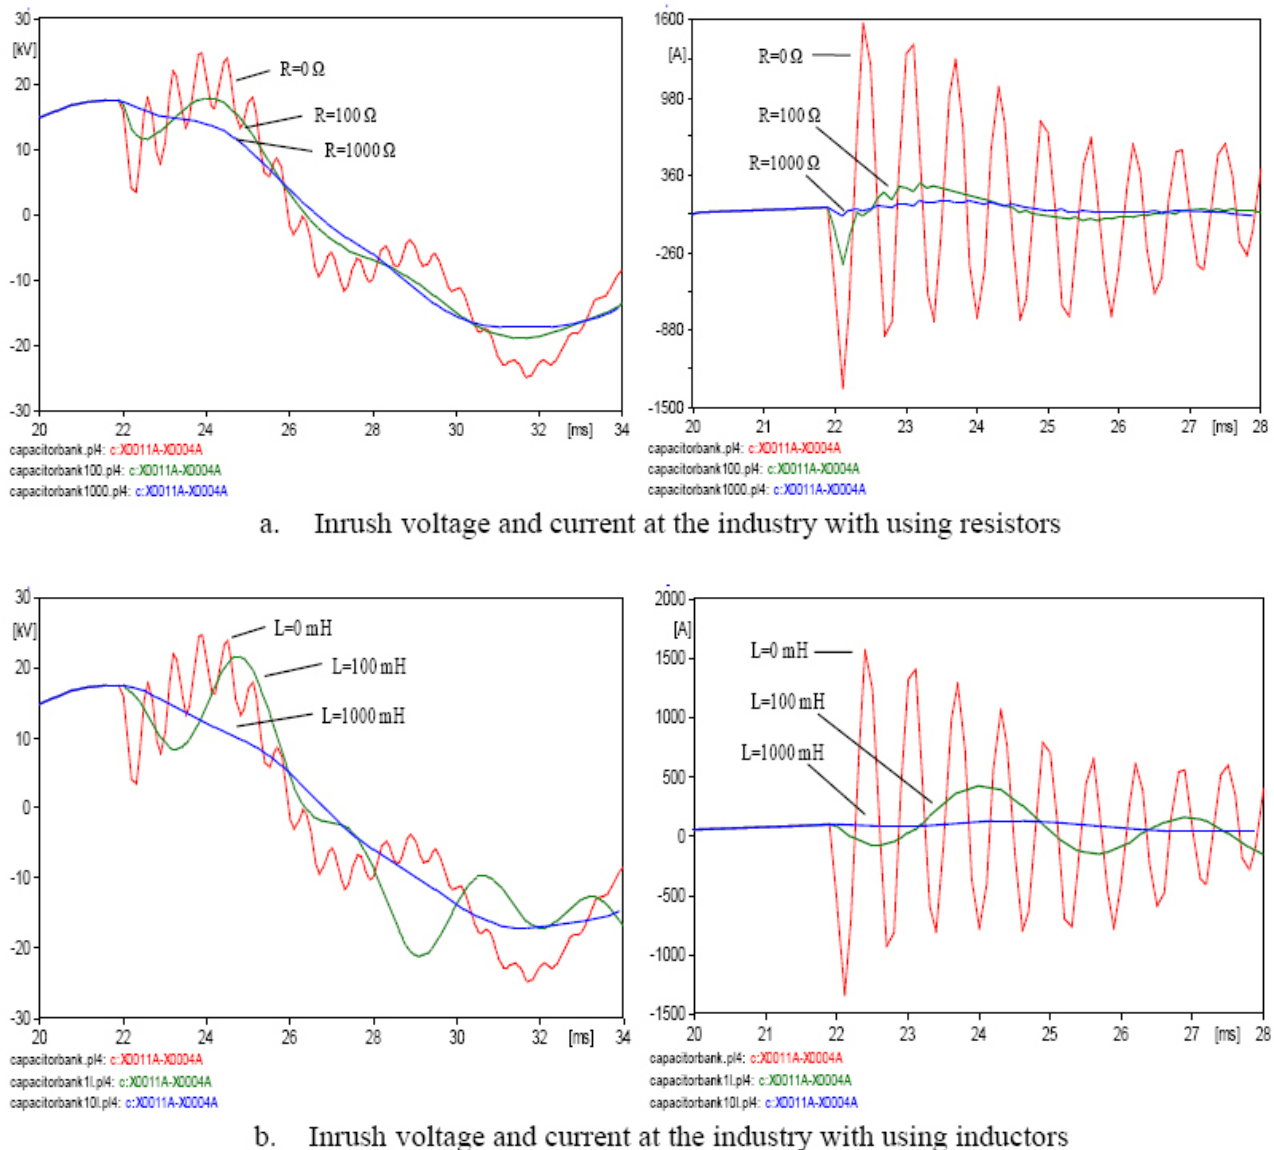 30
[kV]
20
10
0
-10
-20
-30
20 22 24 26 28 30 32 [ms] 34
R=0 Ω
R=100 Ω
R=1000 Ω
capacitorbank.pl4: c:X0011A-X0004A
capacitorbank100.pl4: c:X0011A-X0004A
capacitorbank1000.pl4: c:X0011A-X0004A
1600
[A]
980
360
-260
-880
-1500
20 21 22 23 24 25 26 27 [ms] 28
R=0 Ω
R=100 Ω
R=1000 Ω
capacitorbank.pl4: c:X0011A-X0004A
capacitorbank100.pl4: c:X0011A-X0004A
capacitorbank1000.pl4: c:X0011A-X0004A
a. Inrush voltage and current at the industry with using resistors
30
[kV]
20
10
0
-10
-20
-30
20 22 24 26 28 30 32 [ms] 34
L=0 mH
L=100 mH
L=1000 mH
capacitorbank.pl4: c:X0011A-X0004A
capacitorbank1l.pl4: c:X0011A-X0004A
capacitorbank10l.pl4: c:X0011A-X0004A
2000
[A]
1500
1000
500
0
-500
-1000
-1500
20 21 22 23 24 25 26 27 [ms] 28
L=0 mH
L=100 mH
L=1000 mH
capacitorbank.pl4: c:X0011A-X0004A
capacitorbank1l.pl4: c:X0011A-X0004A
capacitorbank10l.pl4: c:X0011A-X0004A
b. Inrush voltage and current at the industry with using inductors